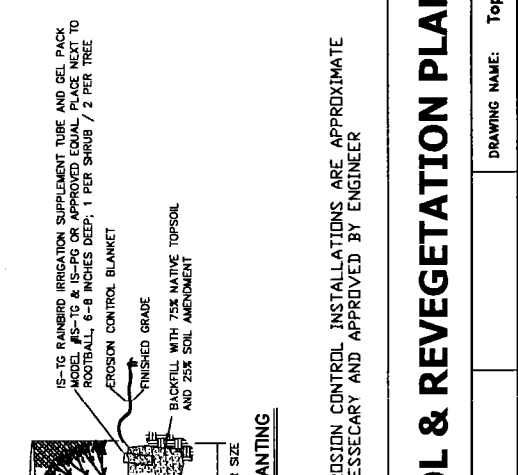 IS-TG RAINBIRD IRRIGATION SUPPLEMENT TUBE AND GEL PACK
MODEL #IS-TG & IS-PG OR APPROVED EQUAL PLACE NEXT TO
ROOTBALL, 6-8 INCHES DEEP; 1 PER SHRUB / 2 PER TREE
EROSION CONTROL BLANKET
FINISHED GRADE
BACKFILL WITH 75% NATIVE TOPSOIL
AND 25% SOIL AMENDMENT
SIZE
ANTING
OSION CONTROL INSTALLATIONS ARE APPROXIMATE
ESSECARY AND APPROVED BY ENGINEER
OL & REVEGETATION PLA
DRAWING NAME: Top